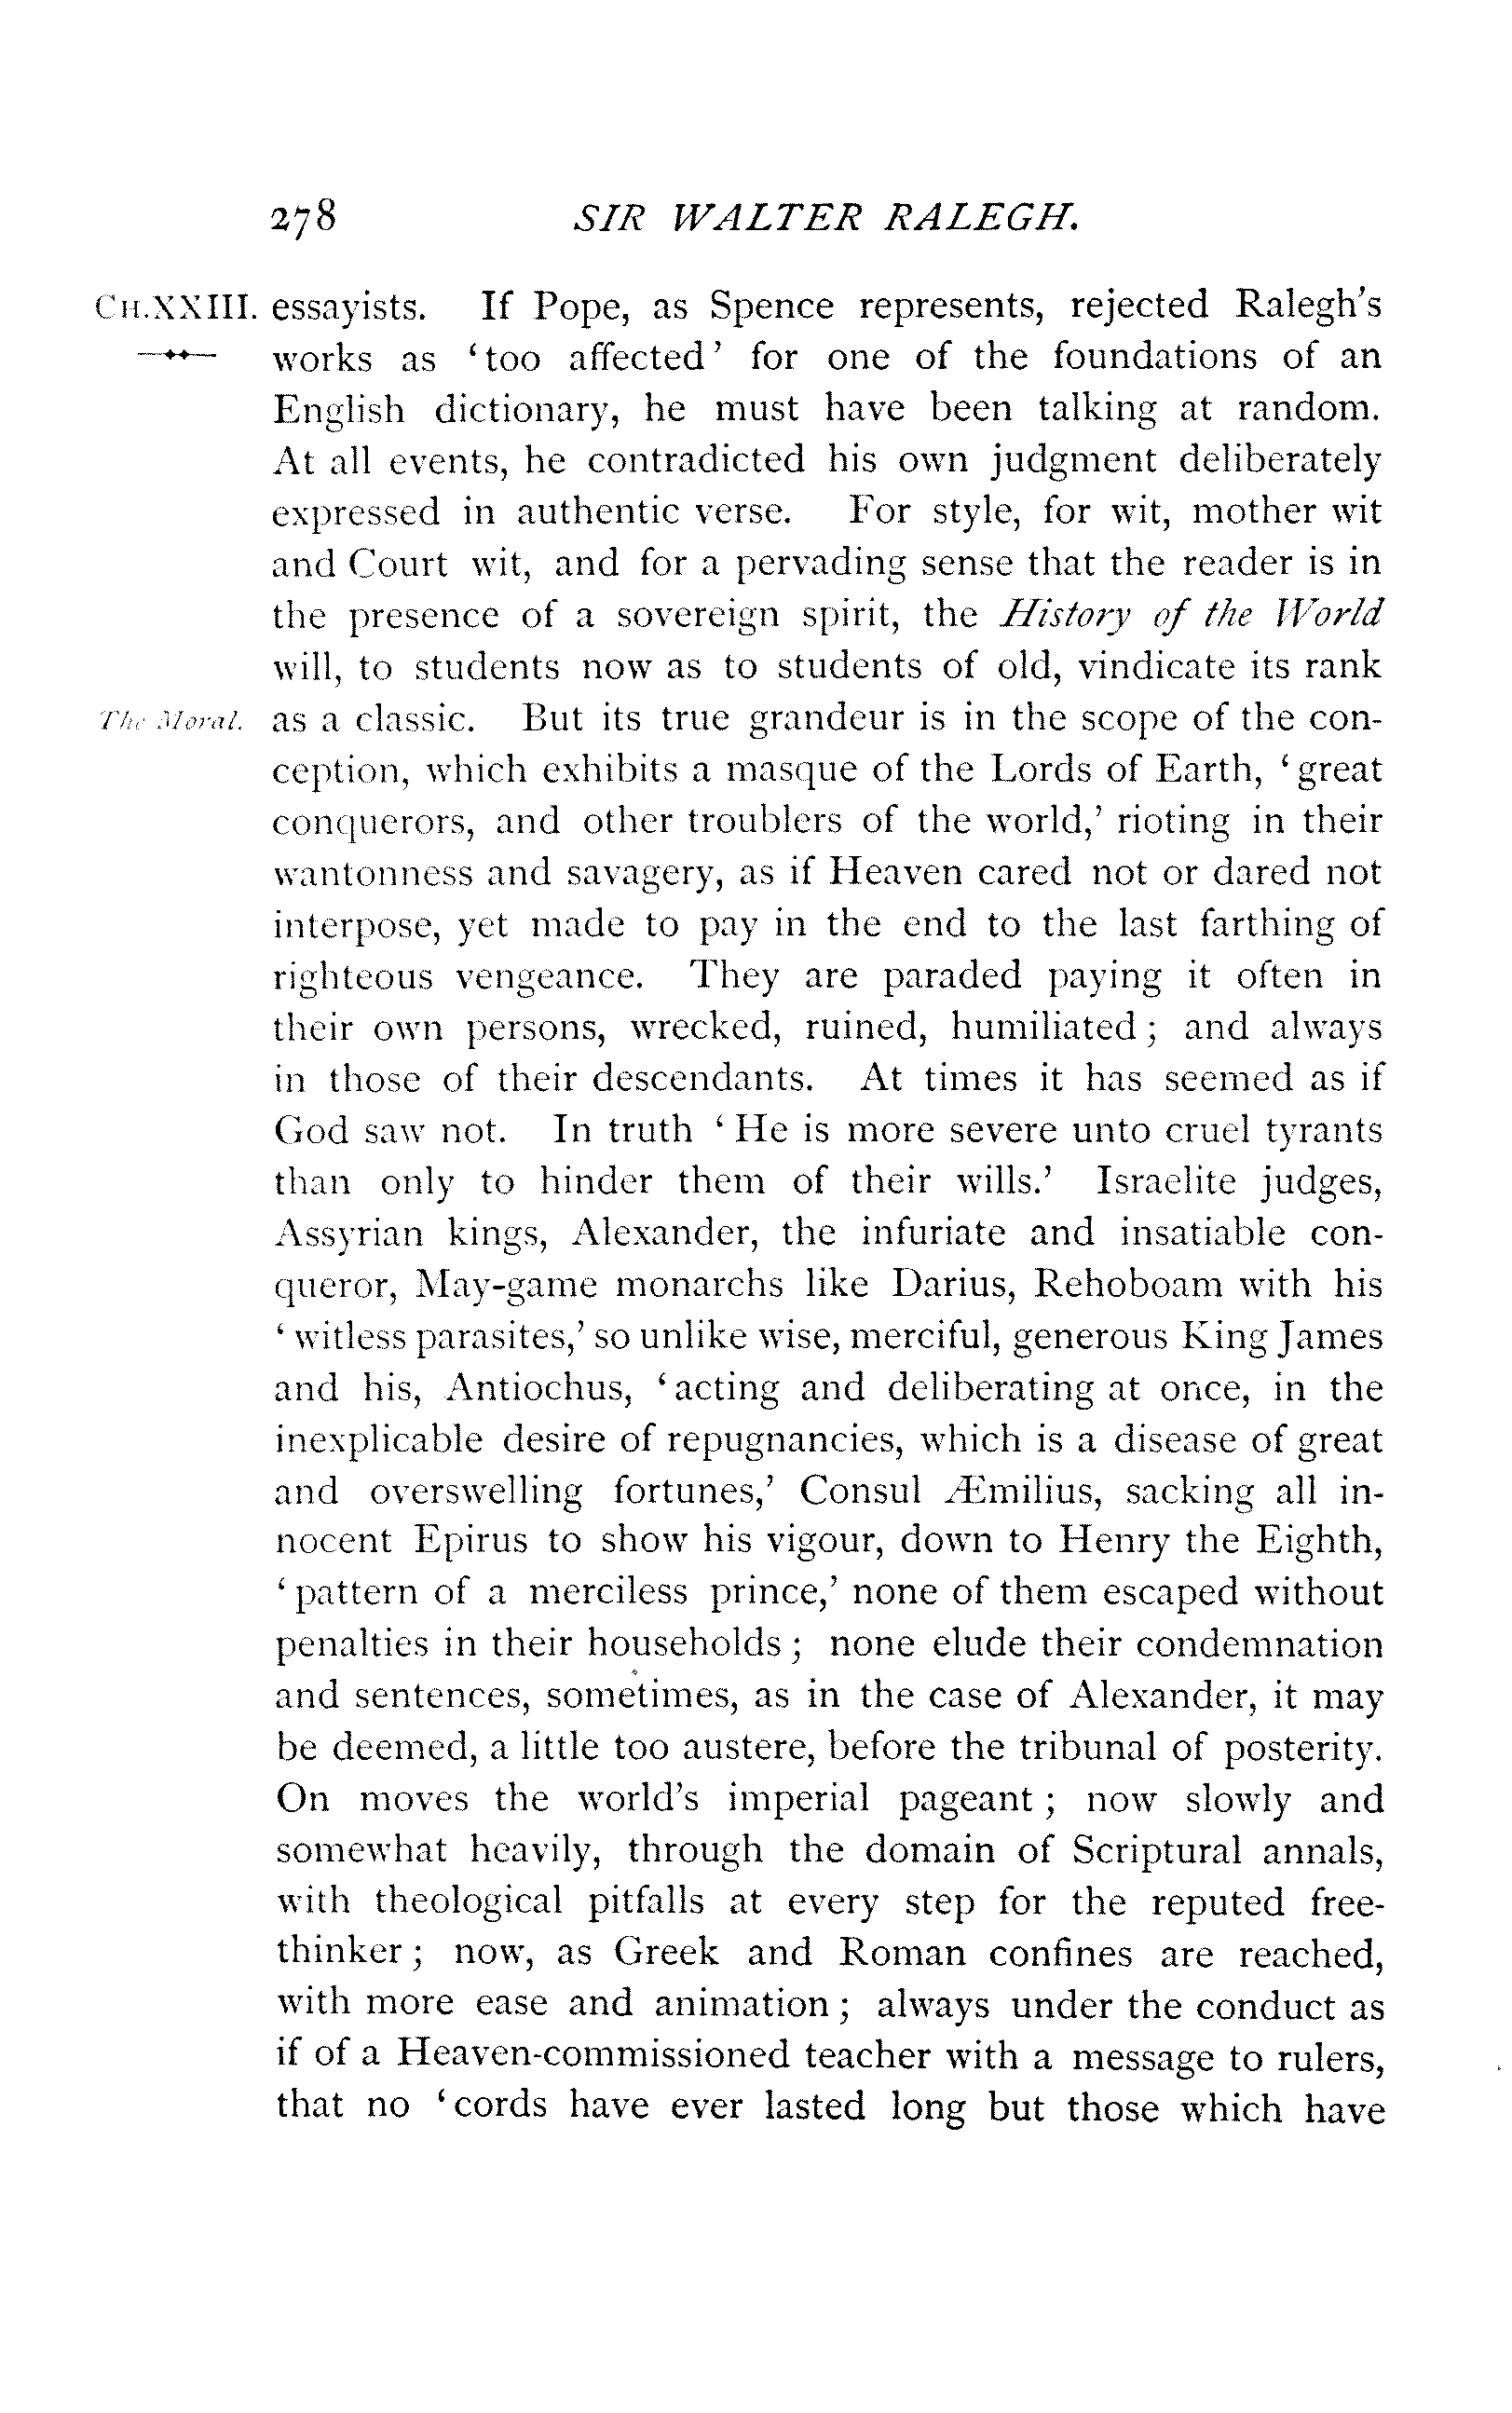 278 SIR WALTER RALEGH.
CH. XXIII. essayists. If Pope, as Spence represents, rejected Ralegh's
works as ‘too affected’ for one of the foundations of an
English dictionary, he must have been talking at random.
At all events, he contradicted his own judgment deliberately
expressed in authentic verse. For style, for wit, mother wit
and Court wit, and for a pervading sense that the reader is in
the presence of a sovereign spirit, the History of the World
will, to students now as to students of old, vindicate its rank
The Moral. as a classic. But its true grandeur is in the scope of the con-
ception, which exhibits a masque of the Lords of Earth, ‘great
conquerors, and other troublers of the world,’ rioting in their
wantonness and savagery, as if Heaven cared not or dared not
interpose, yet made to pay in the end to the last farthing of
righteous vengeance. They are paraded paying it often in
their own persons, wrecked, ruined, humiliated; and always
in those of their descendants. At times it has seemed as if
God saw not. In truth ‘He is more severe unto cruel tyrants
than only to hinder them of their wills.’ Israelite judges,
Assyrian kings, Alexander, the infuriate and insatiable con-
queror, May-game monarchs like Darius, Rehoboam with his
‘witless parasites,’ so unlike wise, merciful, generous King James
and his, Antiochus, ‘acting and deliberating at once, in the
inexplicable desire of repugnancies, which is a disease of great
and overswelling fortunes,’ Consul Æmilius, sacking all in-
nocent Epirus to show his vigour, down to Henry the Eighth,
‘pattern of a merciless prince,’ none of them escaped without
penalties in their households; none elude their condemnation
and sentences, sometimes, as in the case of Alexander, it may
be deemed, a little too austere, before the tribunal of posterity.
On moves the world's imperial pageant; now slowly and
somewhat heavily, through the domain of Scriptural annals,
with theological pitfalls at every step for the reputed free-
thinker; now, as Greek and Roman confines are reached,
with more ease and animation; always under the conduct as
if of a Heaven-commissioned teacher with a message to rulers,
that no ‘cords have ever lasted long but those which have